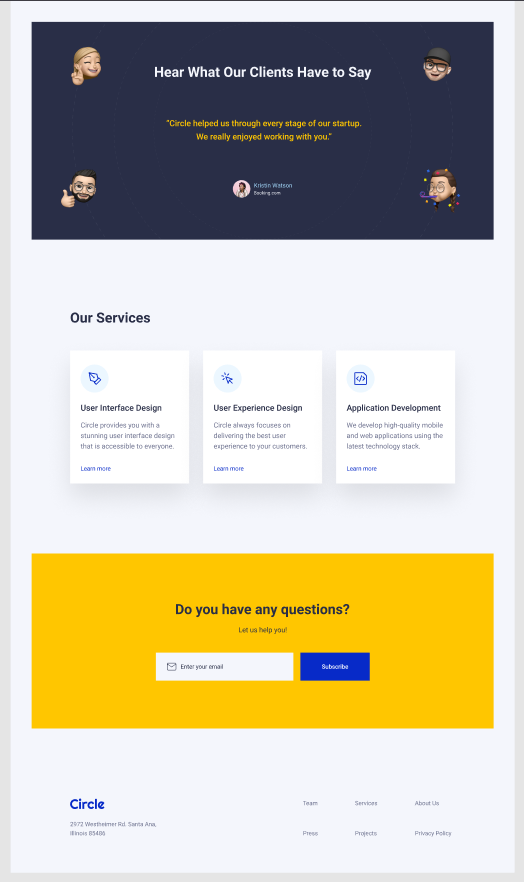 Hear What Our Clients Have to Say
“Circle helped us through every stage of our startup.
We really enjoyed working with you.”
Kristin Watson
Booking.com
Our Services
User Interface Design
Circle provides you with a
stunning user interface design
that is accessible to everyone.
Learn more
User Experience Design
Circle always focuses on
delivering the best user
experience to your customers.
Learn more
Application Development
We develop high-quality mobile
and web applications using the
latest technology stack.
Learn more
Do you have any questions?
Let us help you!
Enter your email
Subscribe
Circle
2972 Westheimer Rd. Santa Ana,
Illinois 85486
Team
Services
About Us
Press
Projects
Privacy Policy